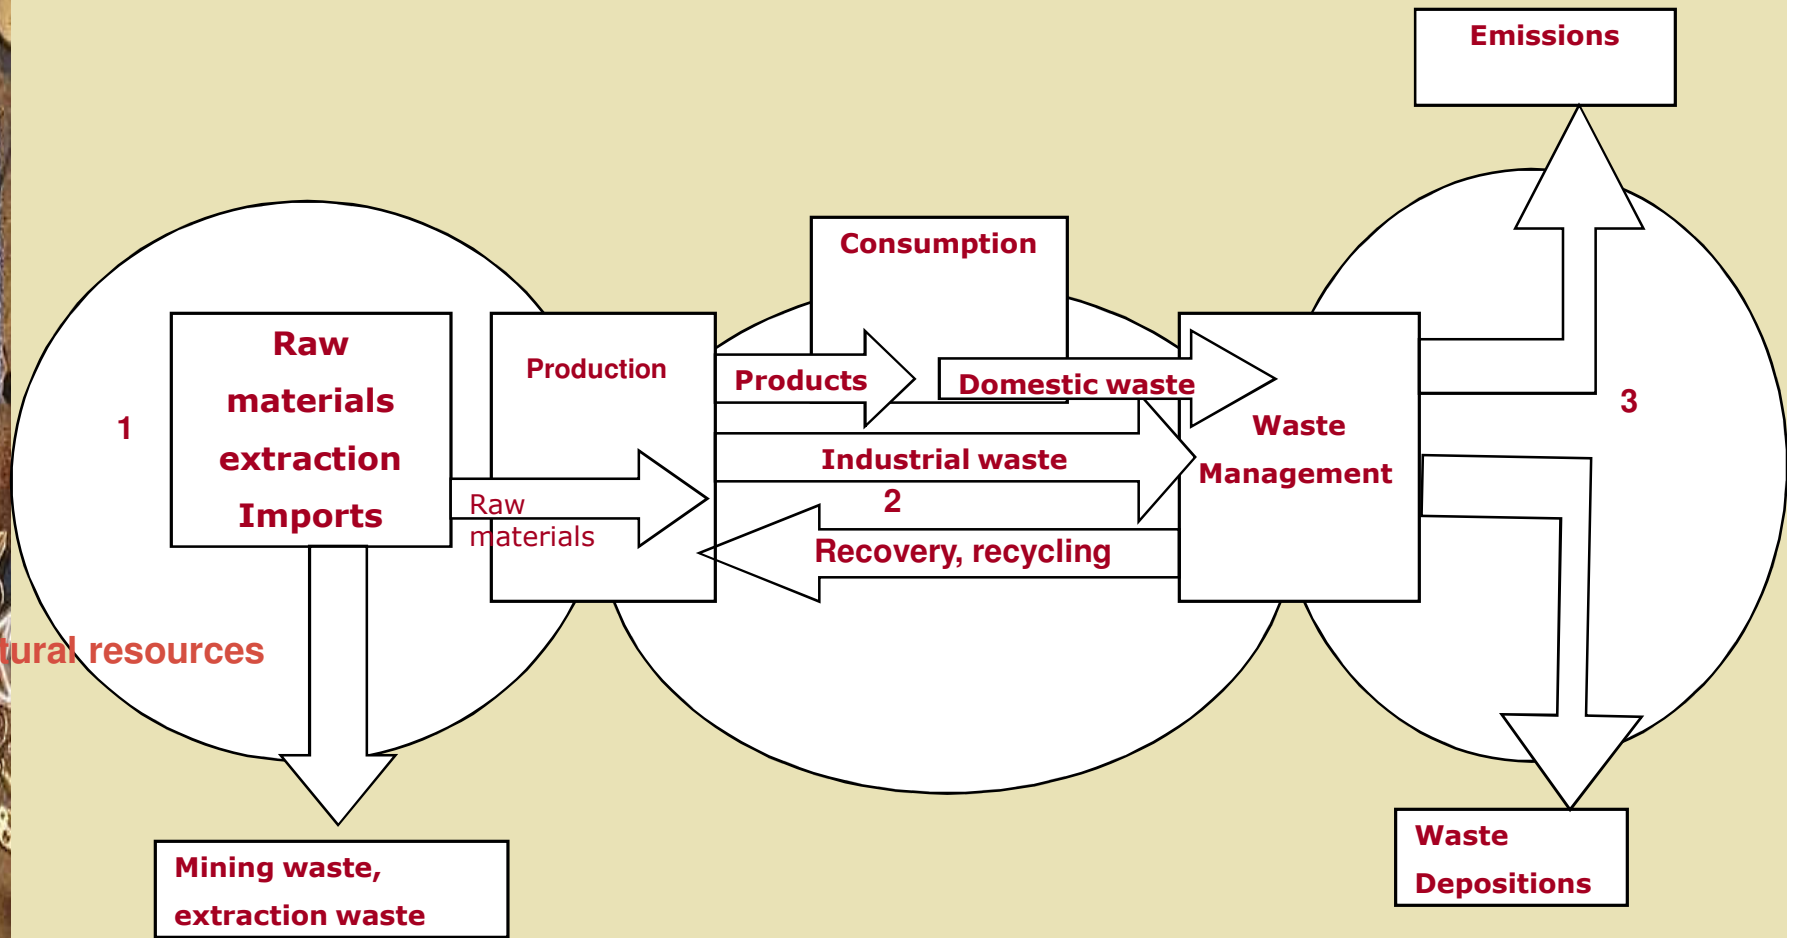 Emissions
Consumption
Raw
materials
extraction
Imports
1
Production
Products
Domestic waste
Waste
Management
3
Industrial waste
2
Raw
materials
Recovery, recycling
resources
Mining waste,
extraction waste
Waste
Depositions